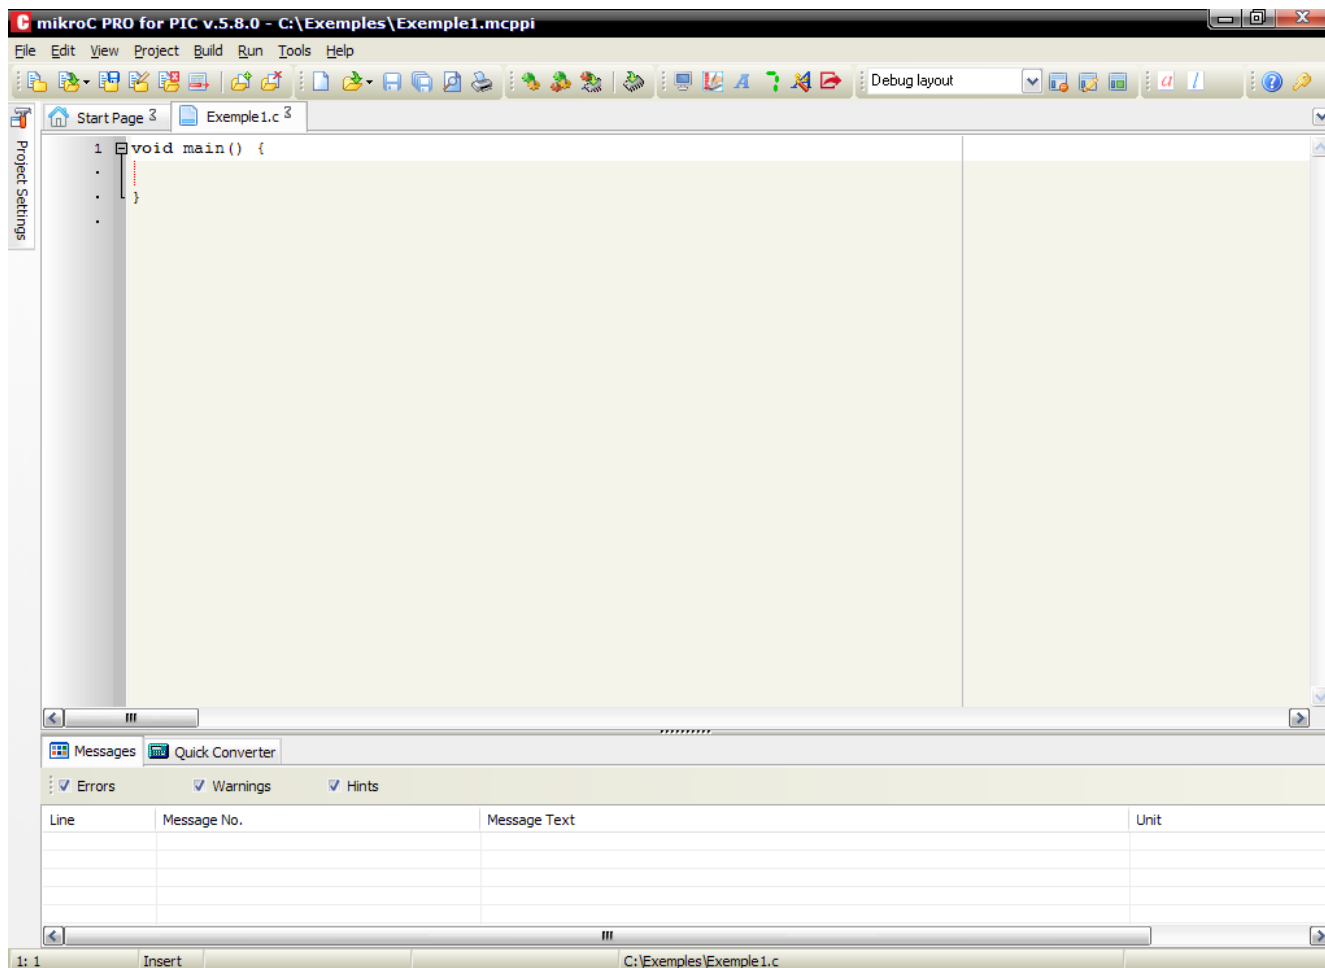 mikroC PRO for PIC v.5.8.0 - C:\Exemples\Exemple1.mcppi
File Edit View Project Build Run Tools Help
Debug layout
Start Page Exemple1.c
Project Settings
1 void main() {
}
Messages Quick Converter
Errors Warnings Hints
Line Message No. Message Text Unit
1: 1 Insert C:\Exemples\Exemple1.c